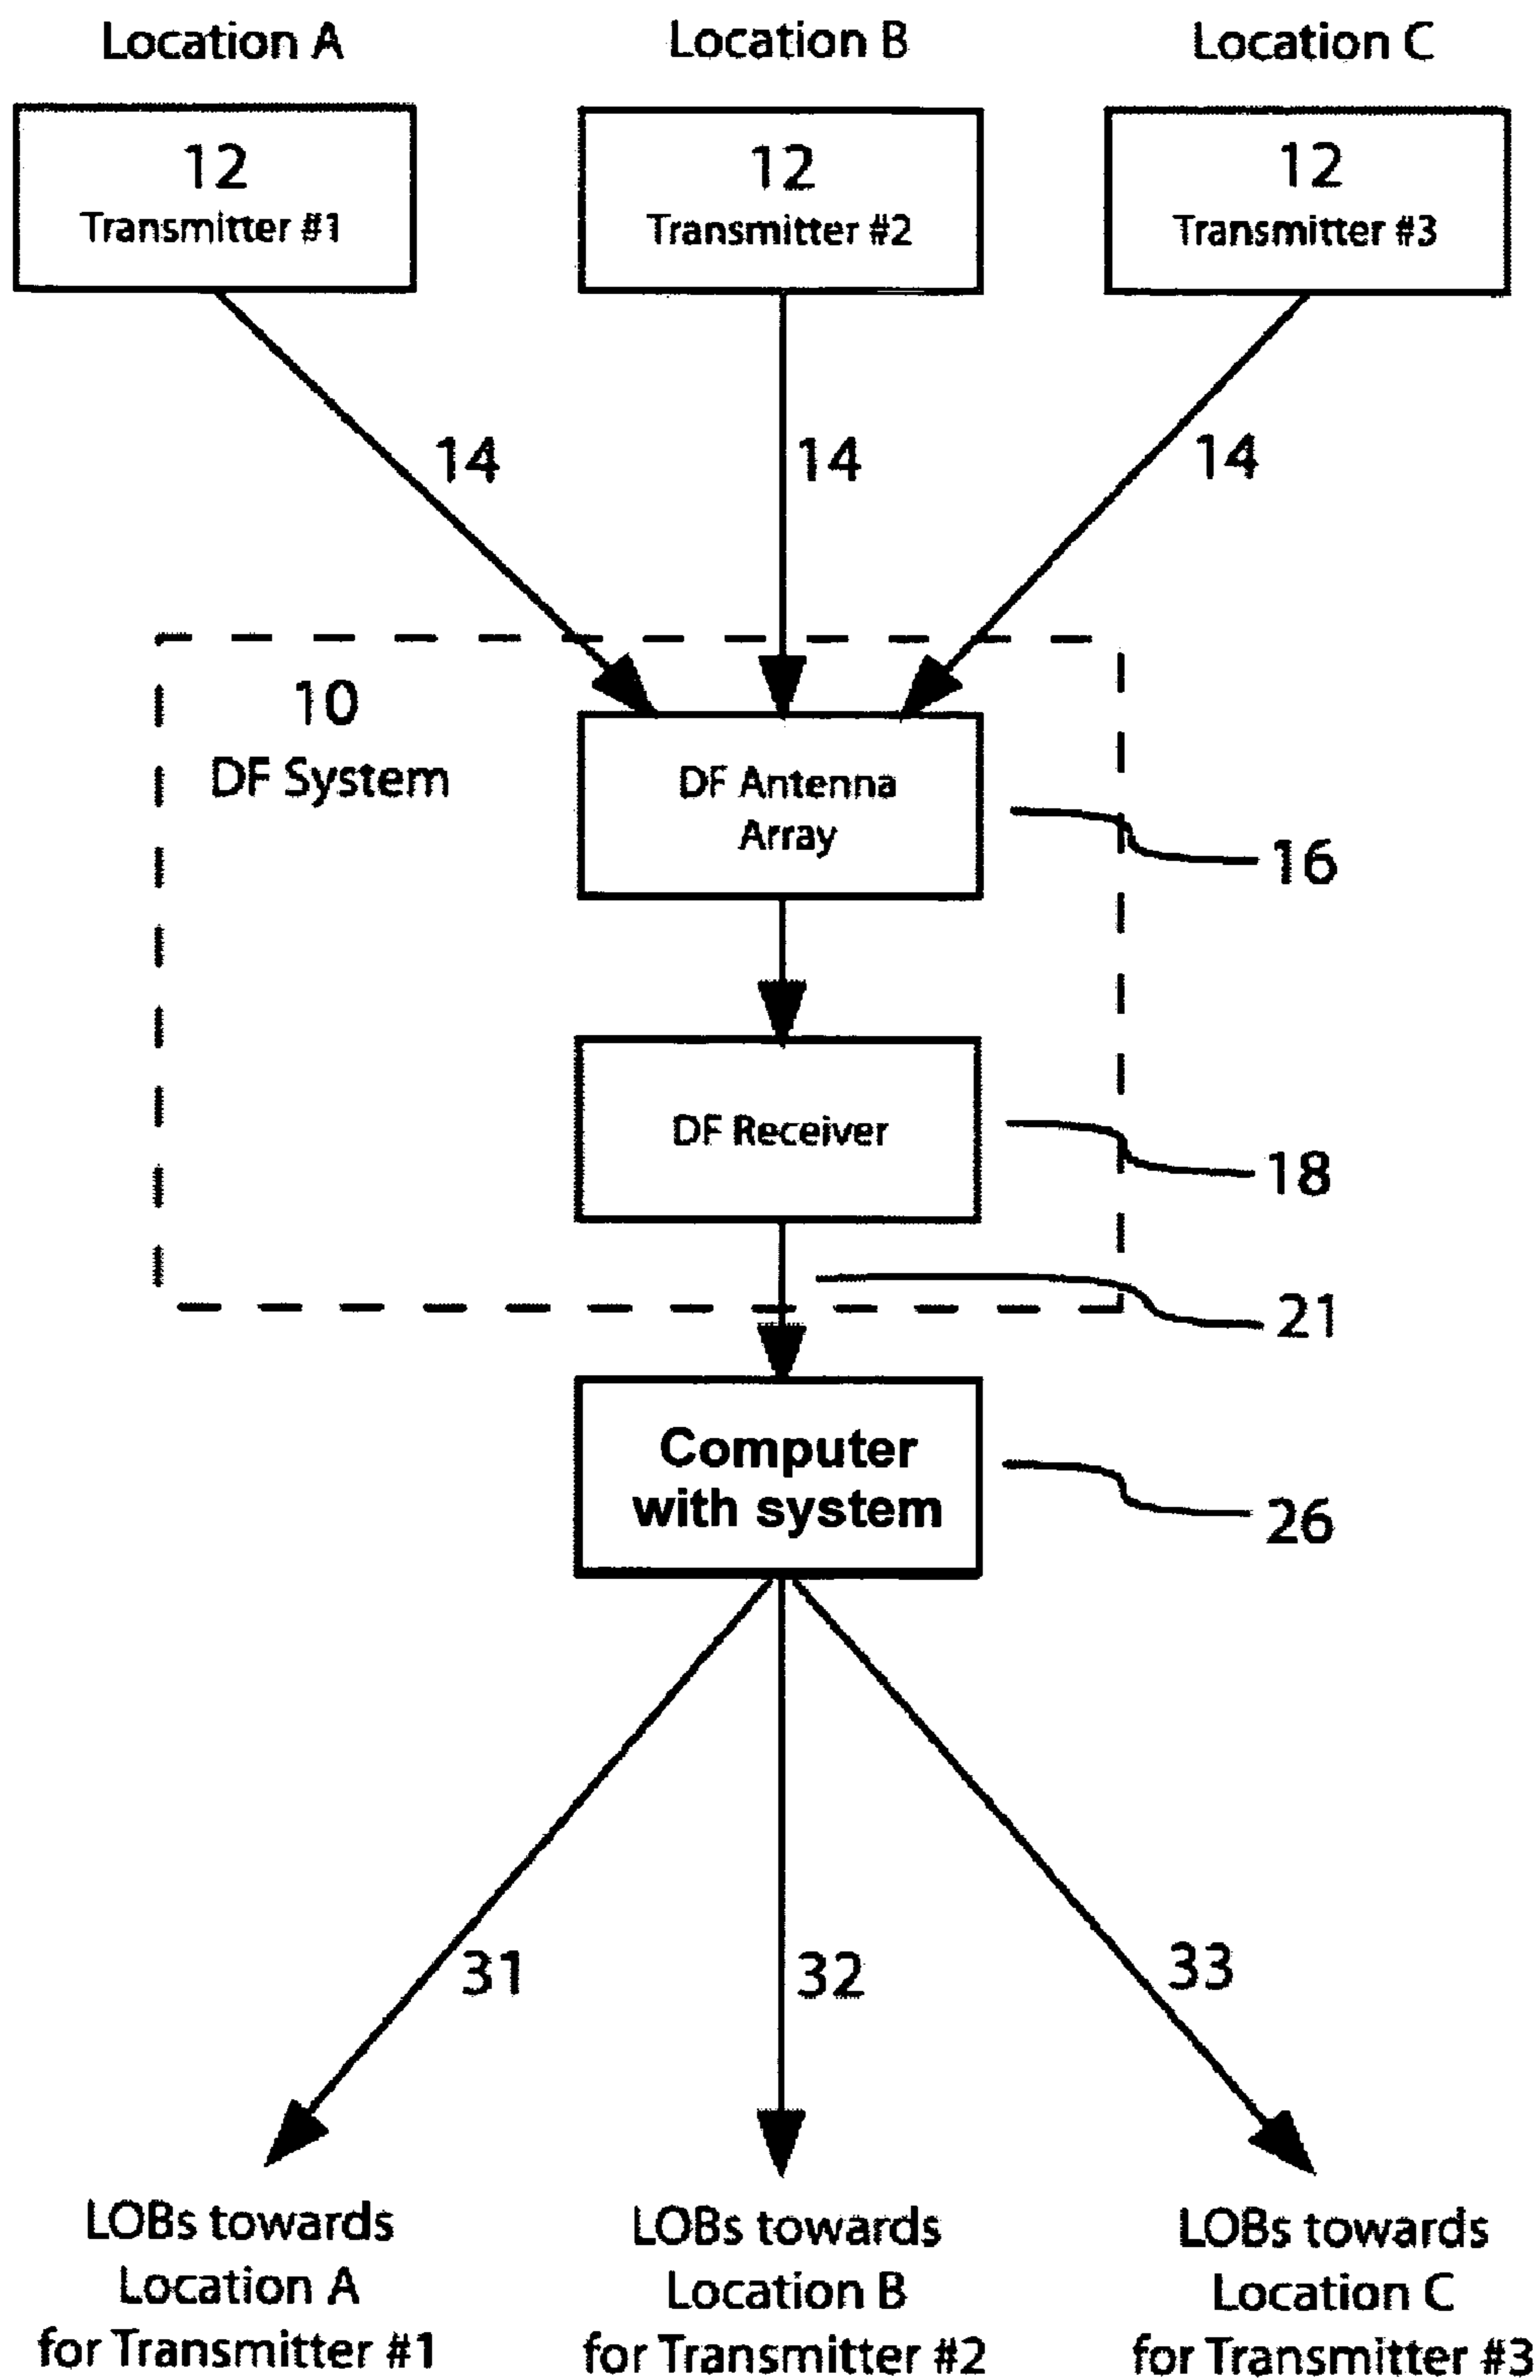 Location A
Location B
Location C
12
Transmitter #1
12
Transmitter #2
12
Transmitter #3
14
14
14
10
DF System
DF Antenna
Array
16
DF Receiver
18
21
Computer
with system
26
31
32
33
LOBs towards
Location A
for Transmitter #1
LOBs towards
Location B
for Transmitter #2
LOBs towards
Location C
for Transmitter #3